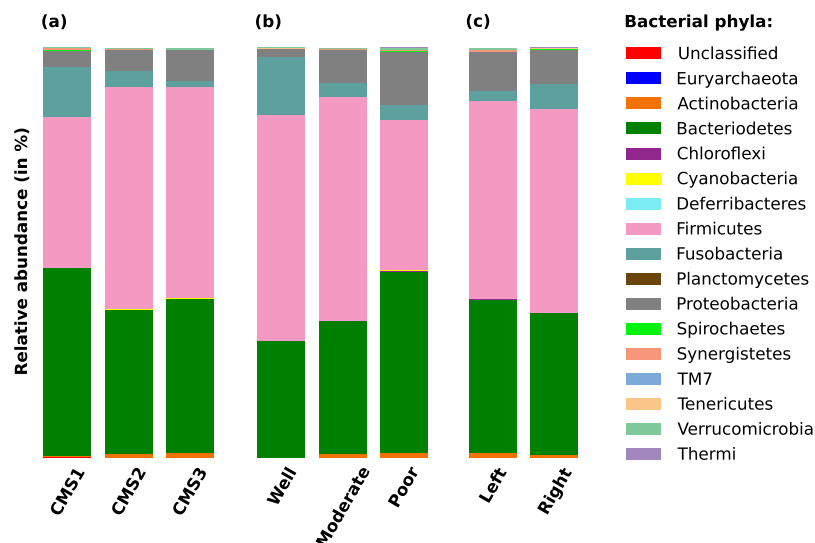 (a)
(b)
(c)
Bacterial phyla:
Unclassified
Euryarchaeota
Actinobacteria
Bacteriodetes
Chloroflexi
Cyanobacteria
Deferribacteres
Firmicutes
Fusobacteria
Planctomycetes
Proteobacteria
Spirochaetes
Synergistetes
TM7
Tenericutes
Verrucomicrobia
Thermi
Relative abundance (in %)
CMS1
CMS2
CMS3
Well
Moderate
Poor
Left
Right